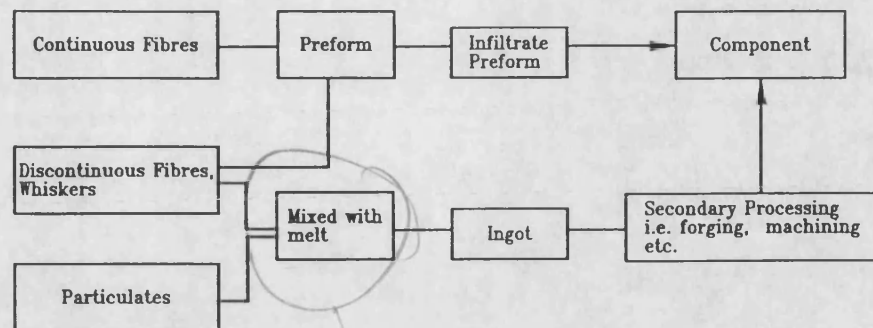 Continuous Fibres
Preform
Infiltrate
Preform
Component
Discontinuous Fibres,
Whiskers
Mixed with
melt
Ingot
Secondary Processing
i.e. forging, machining
etc.
Particulates